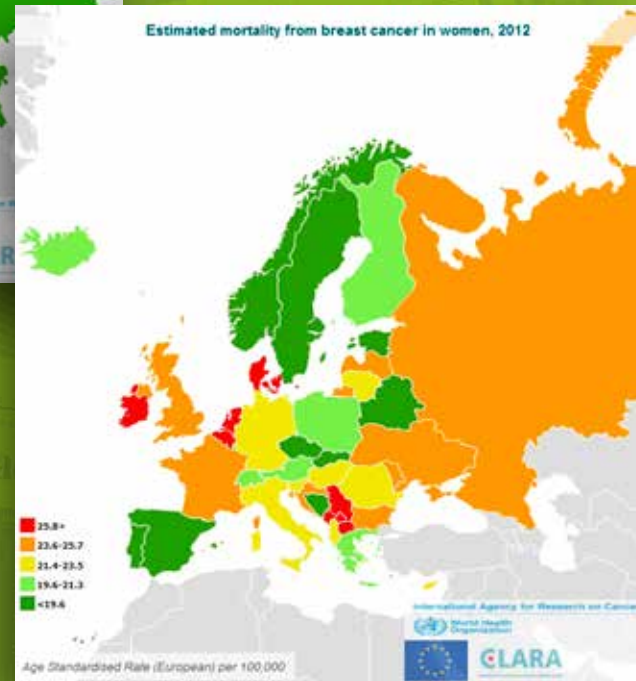 Estimated mortality from breast cancer in women, 2012
25.8+
23.6-25.7
21.4-23.5
19.6-21.3
<19.6
International Agency for Research on Cancer
World Health
Organization
CLARA
Age Standardised Rate (European) per 100,000